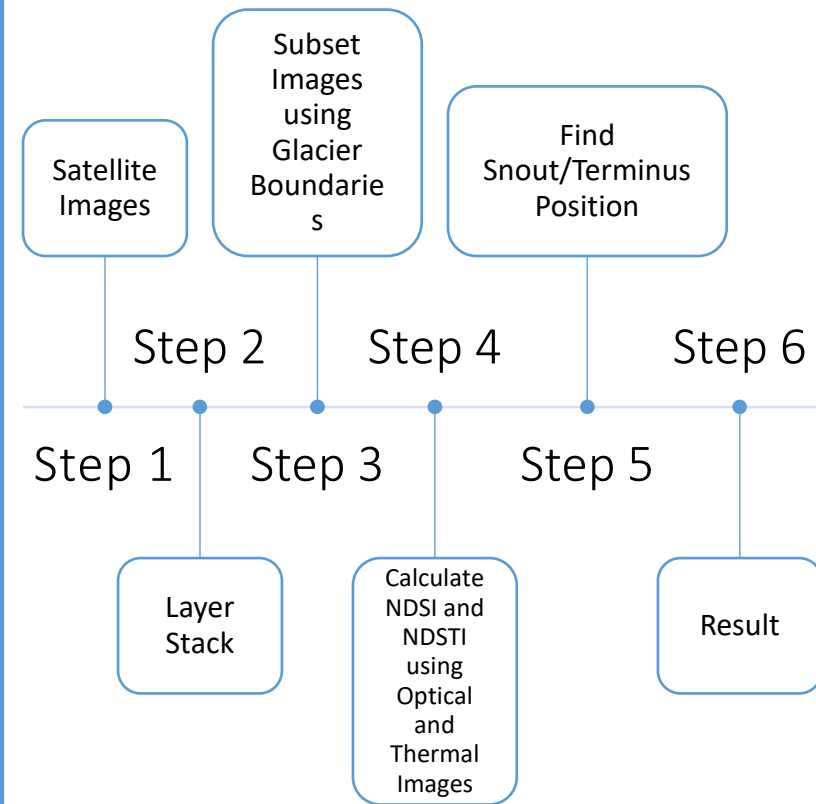 Satellite
Images
Subset
Images
using
Glacier
Boundarie
s
Find
Snout/Terminus
Position
Step 2
Step 4
Step 6
Step 1
Step 3
Step 5
Layer
Stack
Calculate
NDSI and
NDSTI
using
Optical
and
Thermal
Images
Result